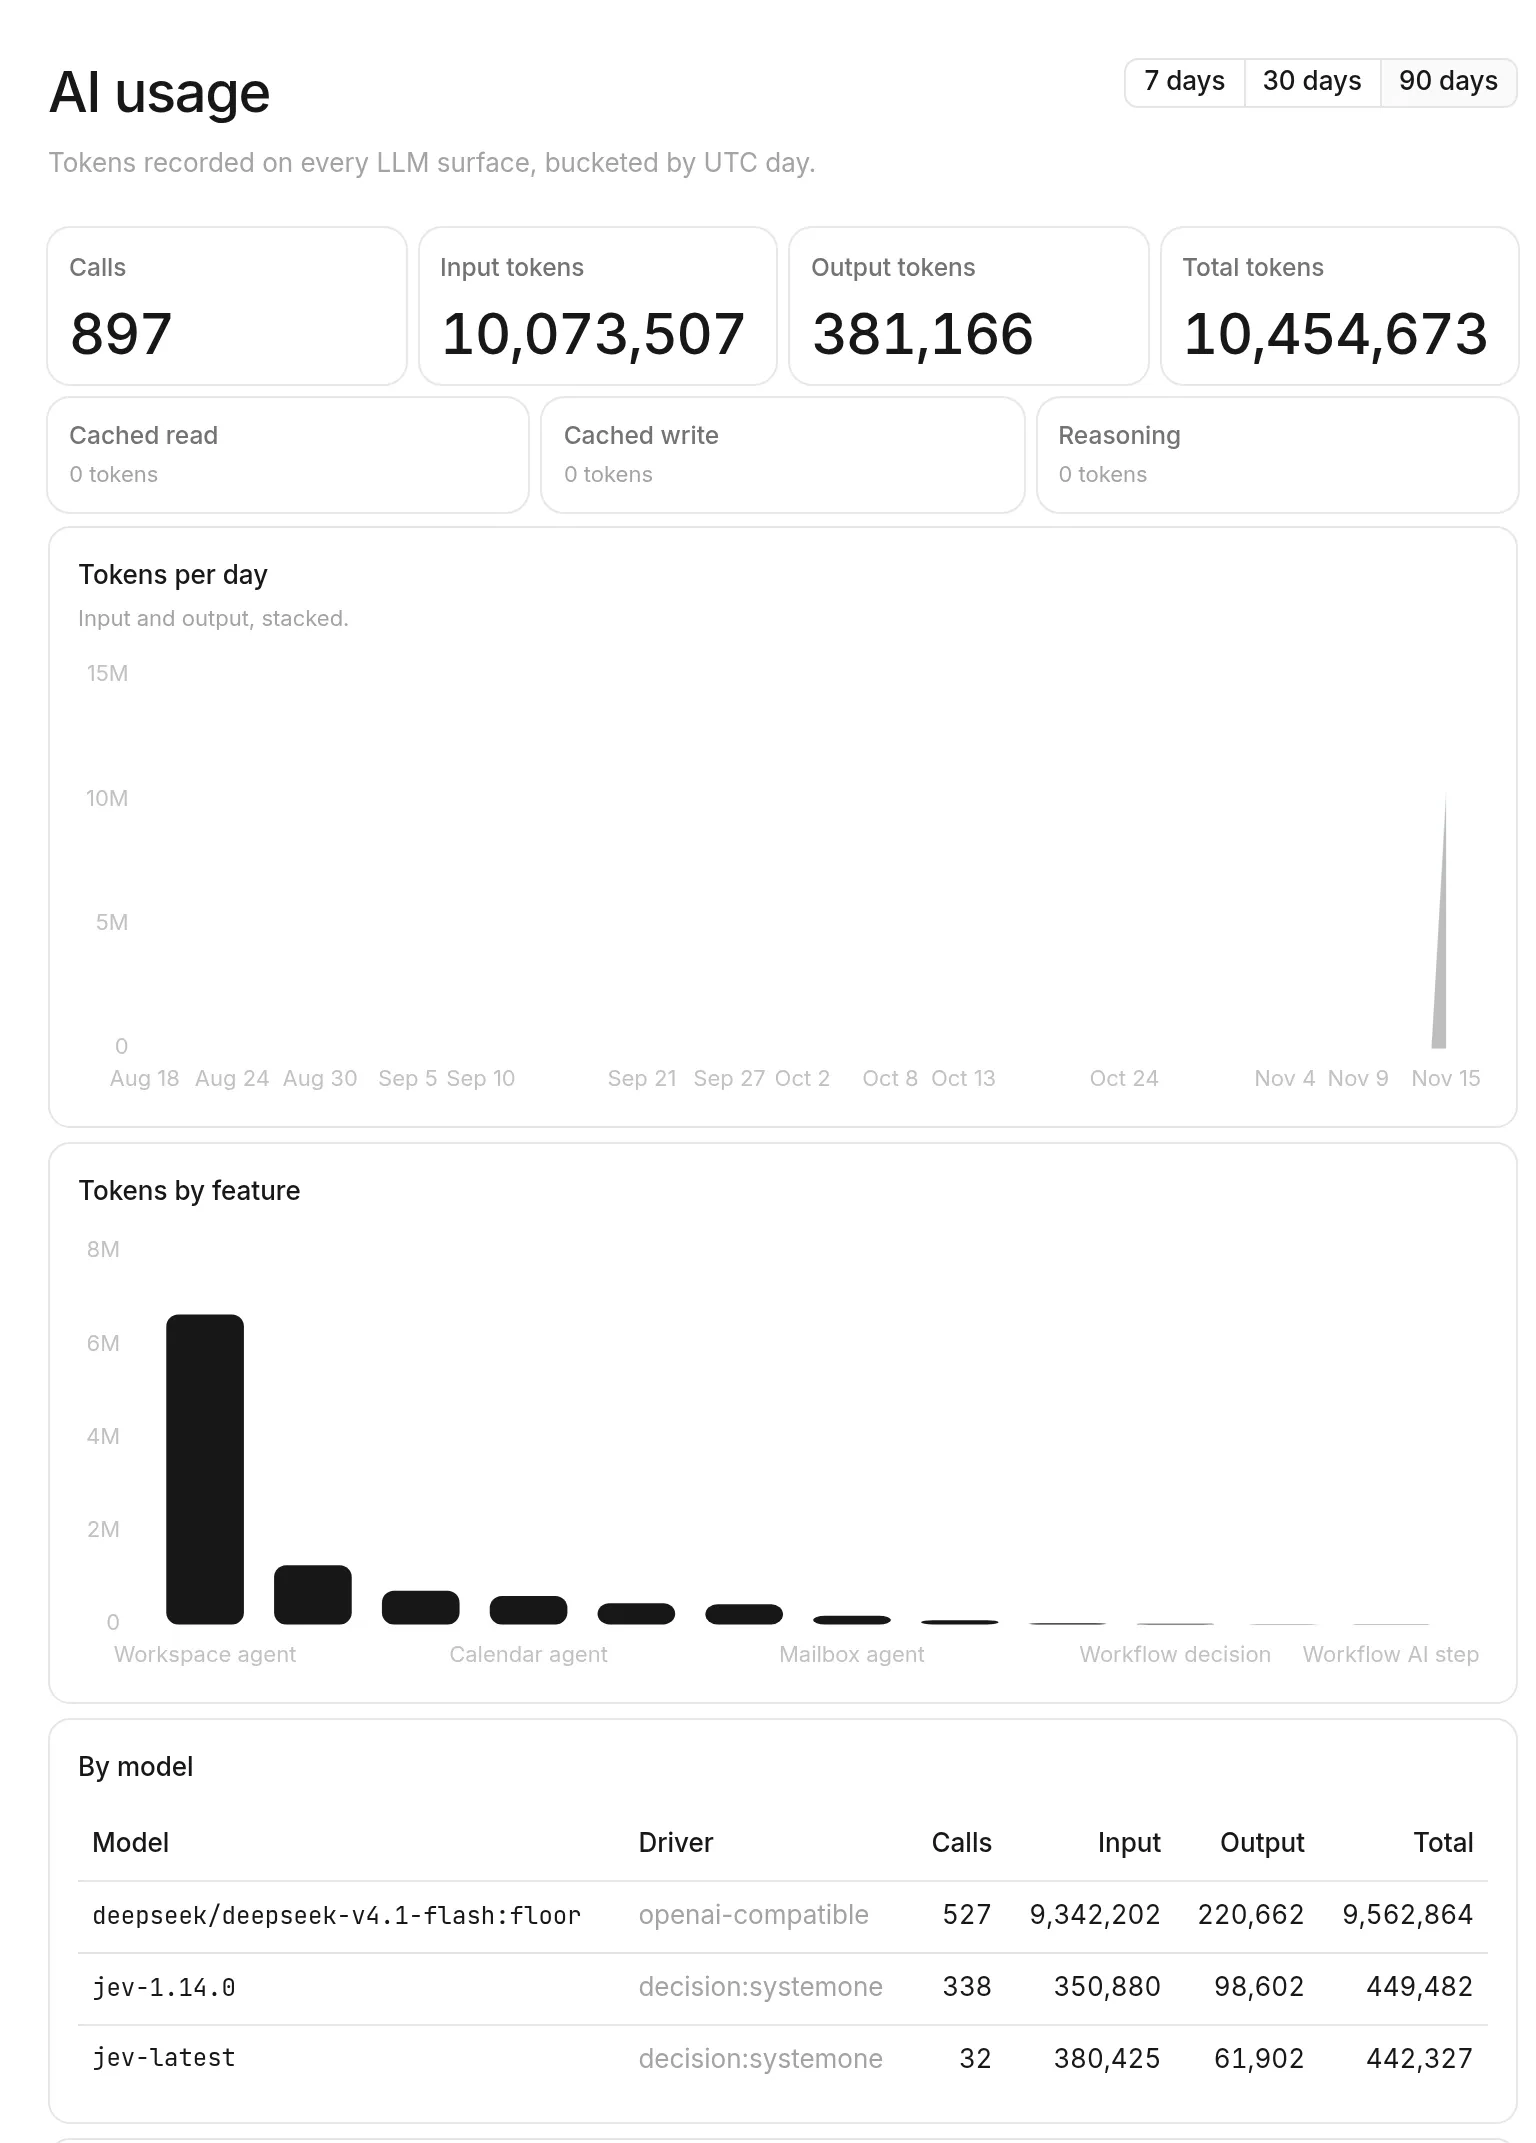 AI usage
7 days 30 days 90 days
Tokens recorded on every LLM surface, bucketed by UTC day.
Calls
897
Input tokens
10,073,507
Output tokens
381,166
Total tokens
10,454,673
Cached read
0 tokens
Cached write
0 tokens
Reasoning
0 tokens
Tokens per day
Input and output, stacked.
15M
10M
5M
0
Aug 18 Aug 24 Aug 30 Sep 5 Sep 10 Sep 21 Sep 27 Oct 2 Oct 8 Oct 13 Oct 24 Nov 4 Nov 9 Nov 15
Tokens by feature
8M
6M
4M
2M
0
Workspace agent Calendar agent Mailbox agent Workflow decision Workflow AI step
By model
Model Driver Calls Input Output Total
deepseek/deepseek-v4.1-flash:floor openai-compatible 527 9,342,202 220,662 9,562,864
jev-1.14.0 decision:systemone 338 350,880 98,602 449,482
jev-latest decision:systemone 32 380,425 61,902 442,327